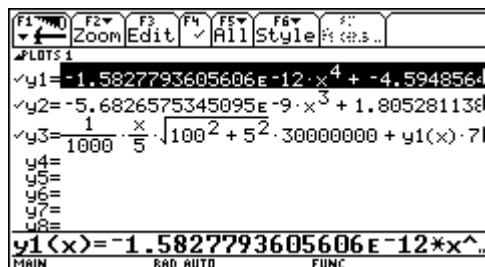 F1 F2 F3 F4 F5 F6
Zoom Edit ✓ All Style
PLOTS 1
✓y1=⁻1.5827793605606ᴇ⁻12·x⁴ + ⁻4.5948564
✓y2=⁻5.6826575345095ᴇ⁻9·x³ + 1.805281138
✓y3=1/1000·x/5·√(100² + 5²)·30000000 + y1(x)·7
y4=
y5=
y6=
y7=
y8=
y1(x)=⁻1.5827793605606ᴇ⁻12*x^…
MAIN RAD AUTO FUNC